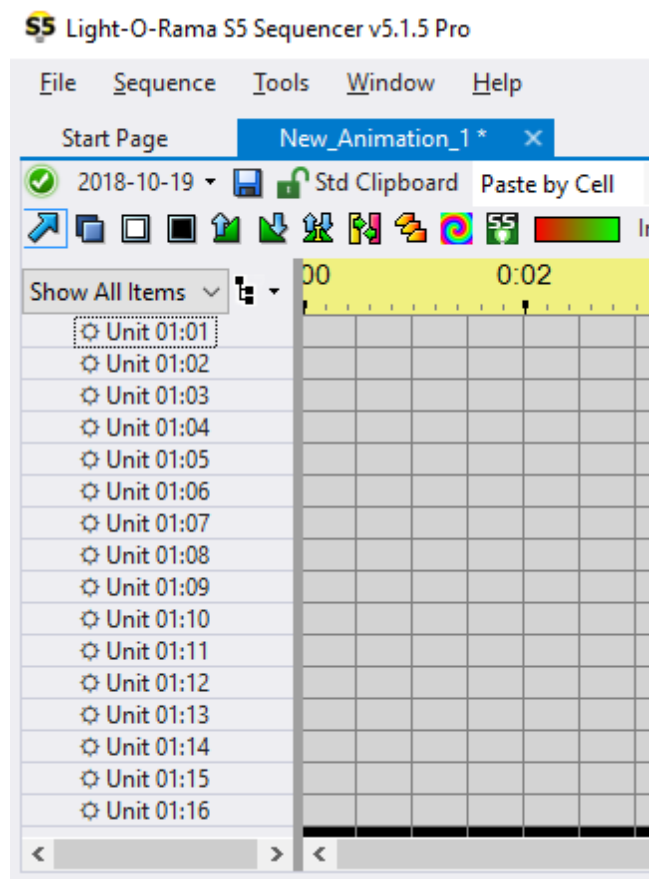 S5 Light-O-Rama S5 Sequencer v5.1.5 Pro
File Sequence Tools Window Help
Start Page New_Animation_1 * ×
2018-10-19 Std Clipboard Paste by Cell
S5
Show All Items 00 0:02
Unit 01:01
Unit 01:02
Unit 01:03
Unit 01:04
Unit 01:05
Unit 01:06
Unit 01:07
Unit 01:08
Unit 01:09
Unit 01:10
Unit 01:11
Unit 01:12
Unit 01:13
Unit 01:14
Unit 01:15
Unit 01:16